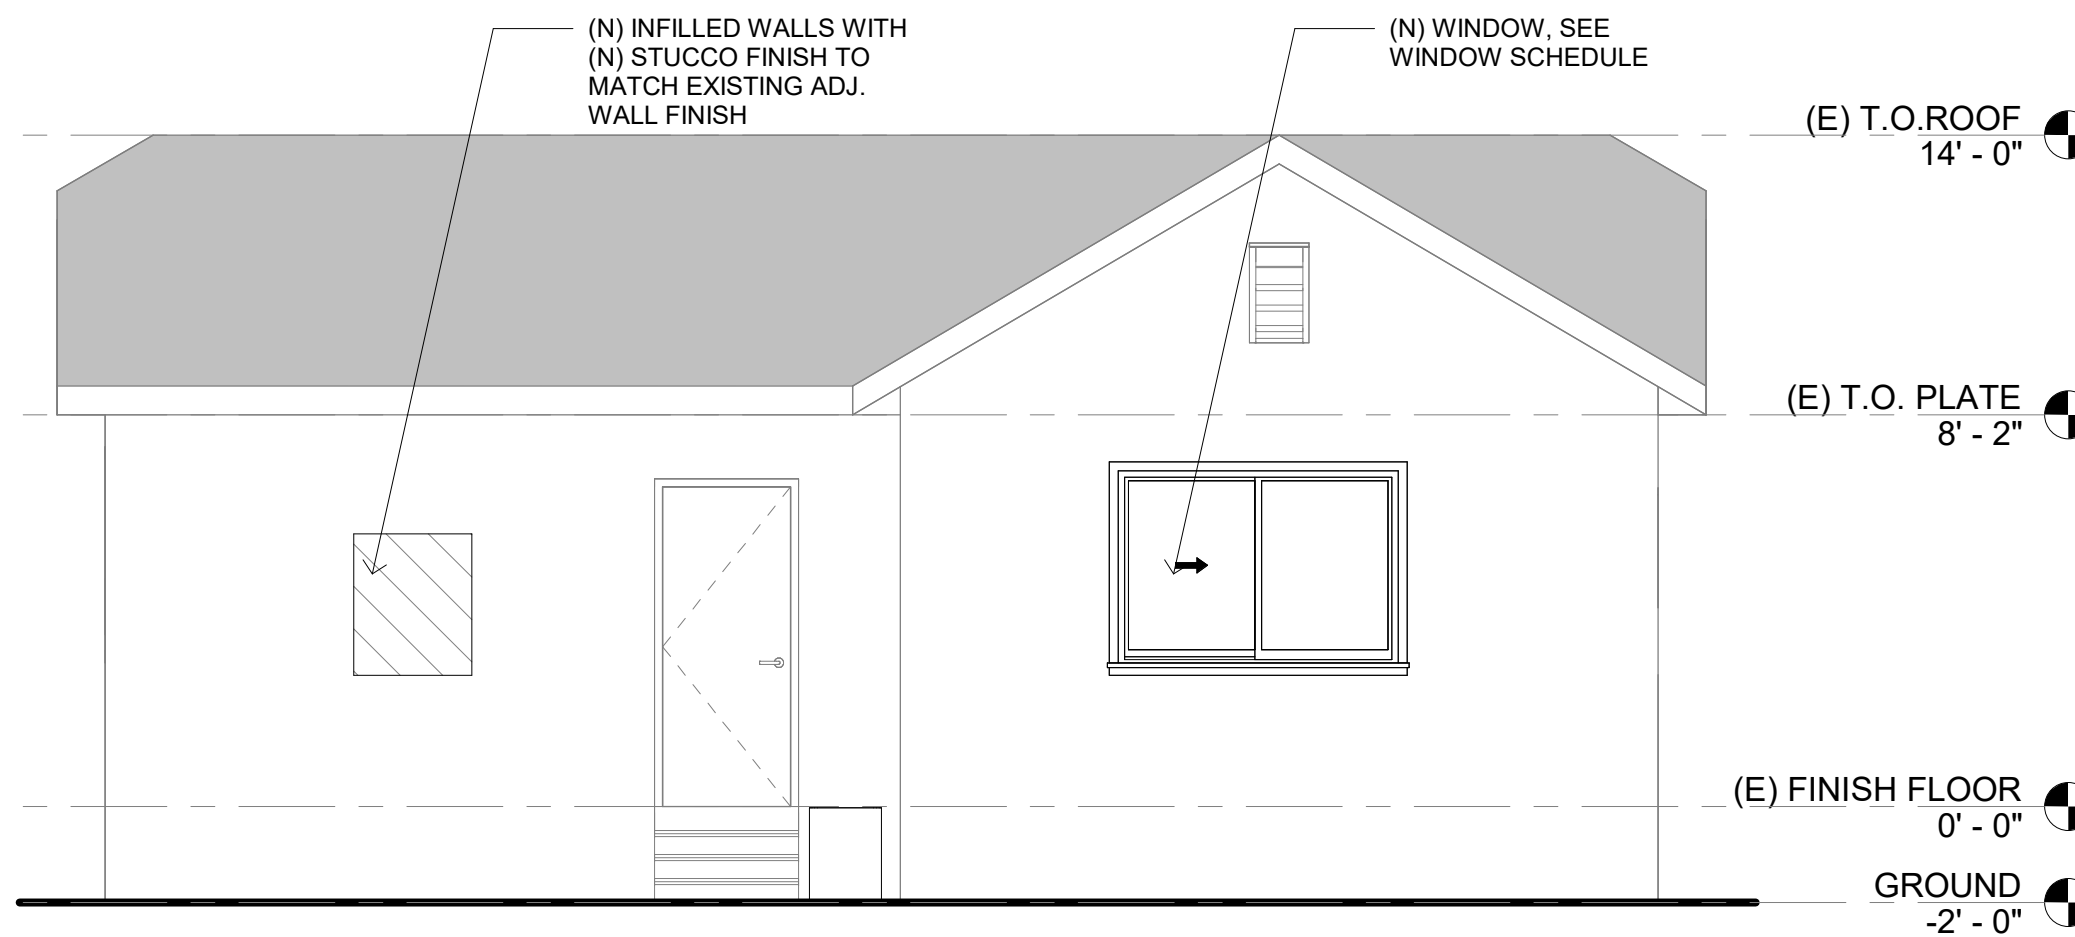 (N) INFILLED WALLS WITH
(N) STUCCO FINISH TO
MATCH EXISTING ADJ.
WALL FINISH
(N) WINDOW, SEE
WINDOW SCHEDULE
(E) T.O.ROOF
14' - 0"
(E) T.O. PLATE
8' - 2"
(E) FINISH FLOOR
0' - 0"
GROUND
-2' - 0"